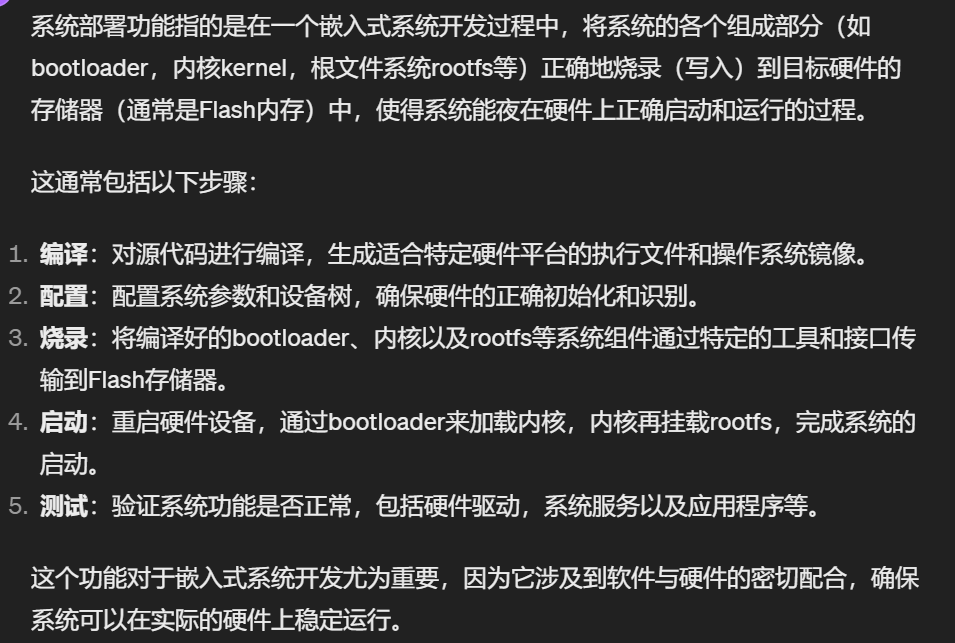 系统部署功能指的是在一个嵌入式系统开发过程中，将系统的各个组成部分（如
bootloader，内核kernel，根文件系统rootfs等）正确地烧录（写入）到目标硬件的
存储器（通常是Flash内存）中，使得系统能夜在硬件上正确启动和运行的过程。
这通常包括以下步骤：
1. 编译：对源代码进行编译，生成适合特定硬件平台的执行文件和操作系统镜像。
2. 配置：配置系统参数和设备树，确保硬件的正确初始化和识别。
3. 烧录：将编译好的bootloader、内核以及rootfs等系统组件通过特定的工具和接口传
输到Flash存储器。
4. 启动：重启硬件设备，通过bootloader来加载内核，内核再挂载rootfs，完成系统的
启动。
5. 测试：验证系统功能是否正常，包括硬件驱动，系统服务以及应用程序等。
这个功能对于嵌入式系统开发尤为重要，因为它涉及到软件与硬件的密切配合，确保
系统可以在实际的硬件上稳定运行。